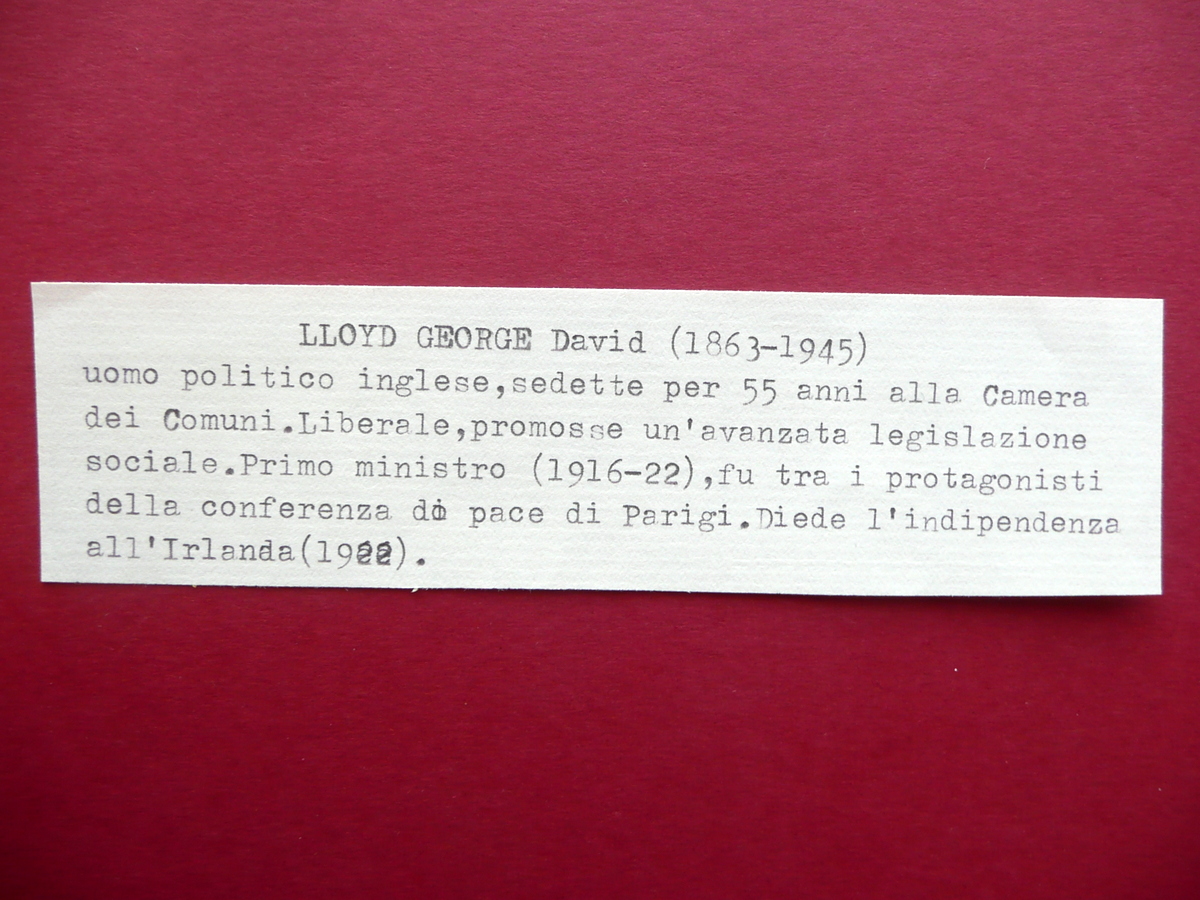 LLOYD GEORGE David (1863-1945)
uomo politico inglese,sedette per 55 anni alla Camera
dei Comuni.Liberale,promosse un'avanzata legislazione
sociale.Primo ministro (1916-22),fu tra i protagonisti
della conferenza di pace di Parigi.Diede l'indipendenza
all'Irlanda(1922).